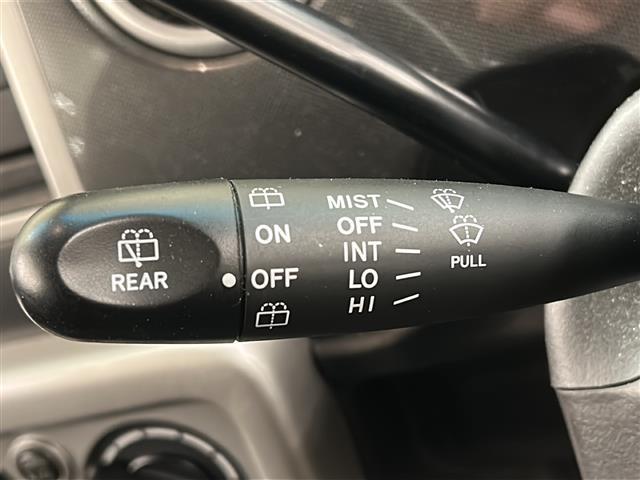 REAR
ON
OFF
MIST
OFF
INT
LO
HI
PULL